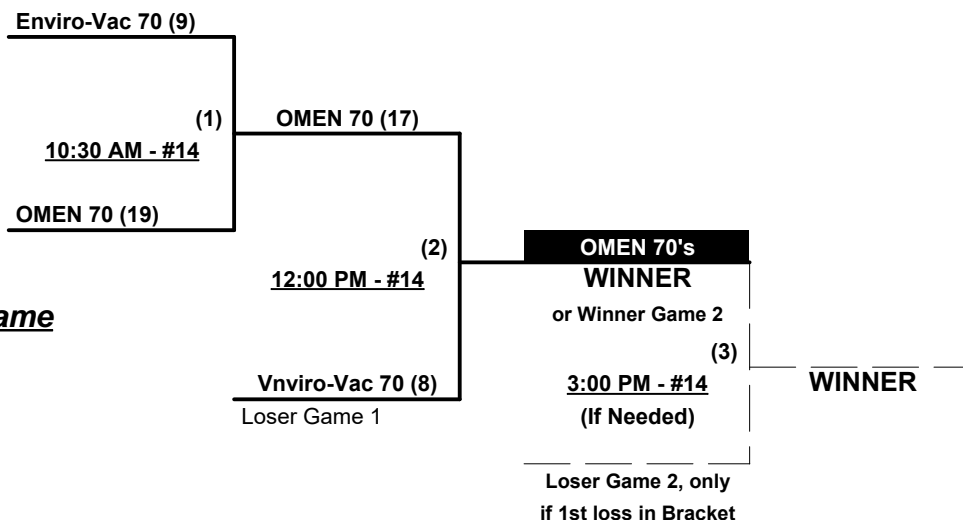 Enviro-Vac 70 (9)
(1)
10:30 AM - #14
OMEN 70 (19)
OMEN 70 (17)
(2)
12:00 PM - #14
ame
Vnviro-Vac 70 (8)
Loser Game 1
OMEN 70's
WINNER
or Winner Game 2
(3)
3:00 PM - #14
(If Needed)
Loser Game 2, only
if 1st loss in Bracket
WINNER